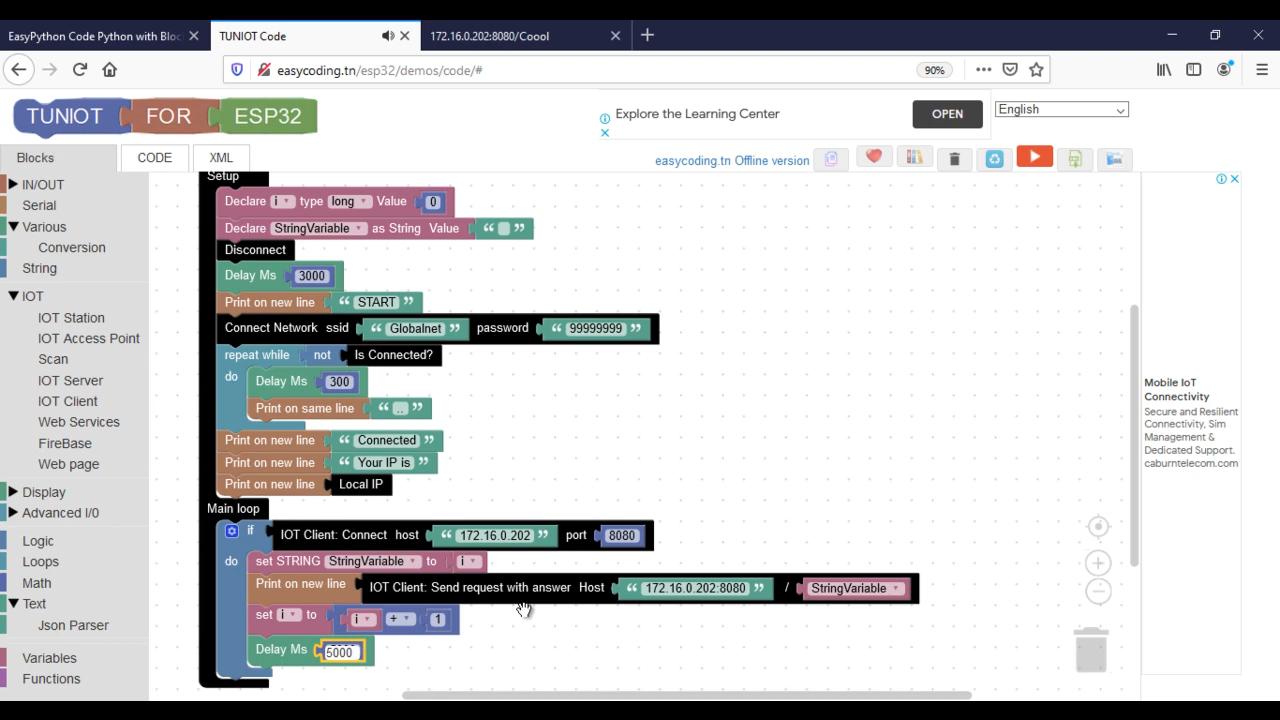 EasyPython Code Python with Bloc
TUNIOT Code
172.16.0.202:8080/Coool
easycoding.tn/esp32/demos/code/#
90%
TUNIOT FOR ESP32
Explore the Learning Center
OPEN
English
Blocks
CODE
XML
easycoding.tn Offline version
IN/OUT
Serial
Various
Conversion
String
IOT
IOT Station
IOT Access Point
Scan
IOT Server
IOT Client
Web Services
FireBase
Web page
Display
Advanced I/0
Logic
Loops
Math
Text
Json Parser
Variables
Functions
Setup
Declare i type long Value 0
Declare StringVariable as String Value “ ”
Disconnect
Delay Ms 3000
Print on new line “ START ”
Connect Network ssid “ Globalnet ” password “ 99999999 ”
repeat while not Is Connected?
do Delay Ms 300
Print on same line “ .. ”
Print on new line “ Connected ”
Print on new line “ Your IP is ”
Print on new line Local IP
Main loop
if IOT Client: Connect host “ 172.16.0.202 ” port 8080
do set STRING StringVariable to i
Print on new line IOT Client: Send request with answer Host “ 172.16.0.202:8080 ” / StringVariable
set i to i + 1
Delay Ms 5000
Mobile IoT
Connectivity
Secure and Resilient
Connectivity, Sim
Management &
Dedicated Support.
caburntelecom.com